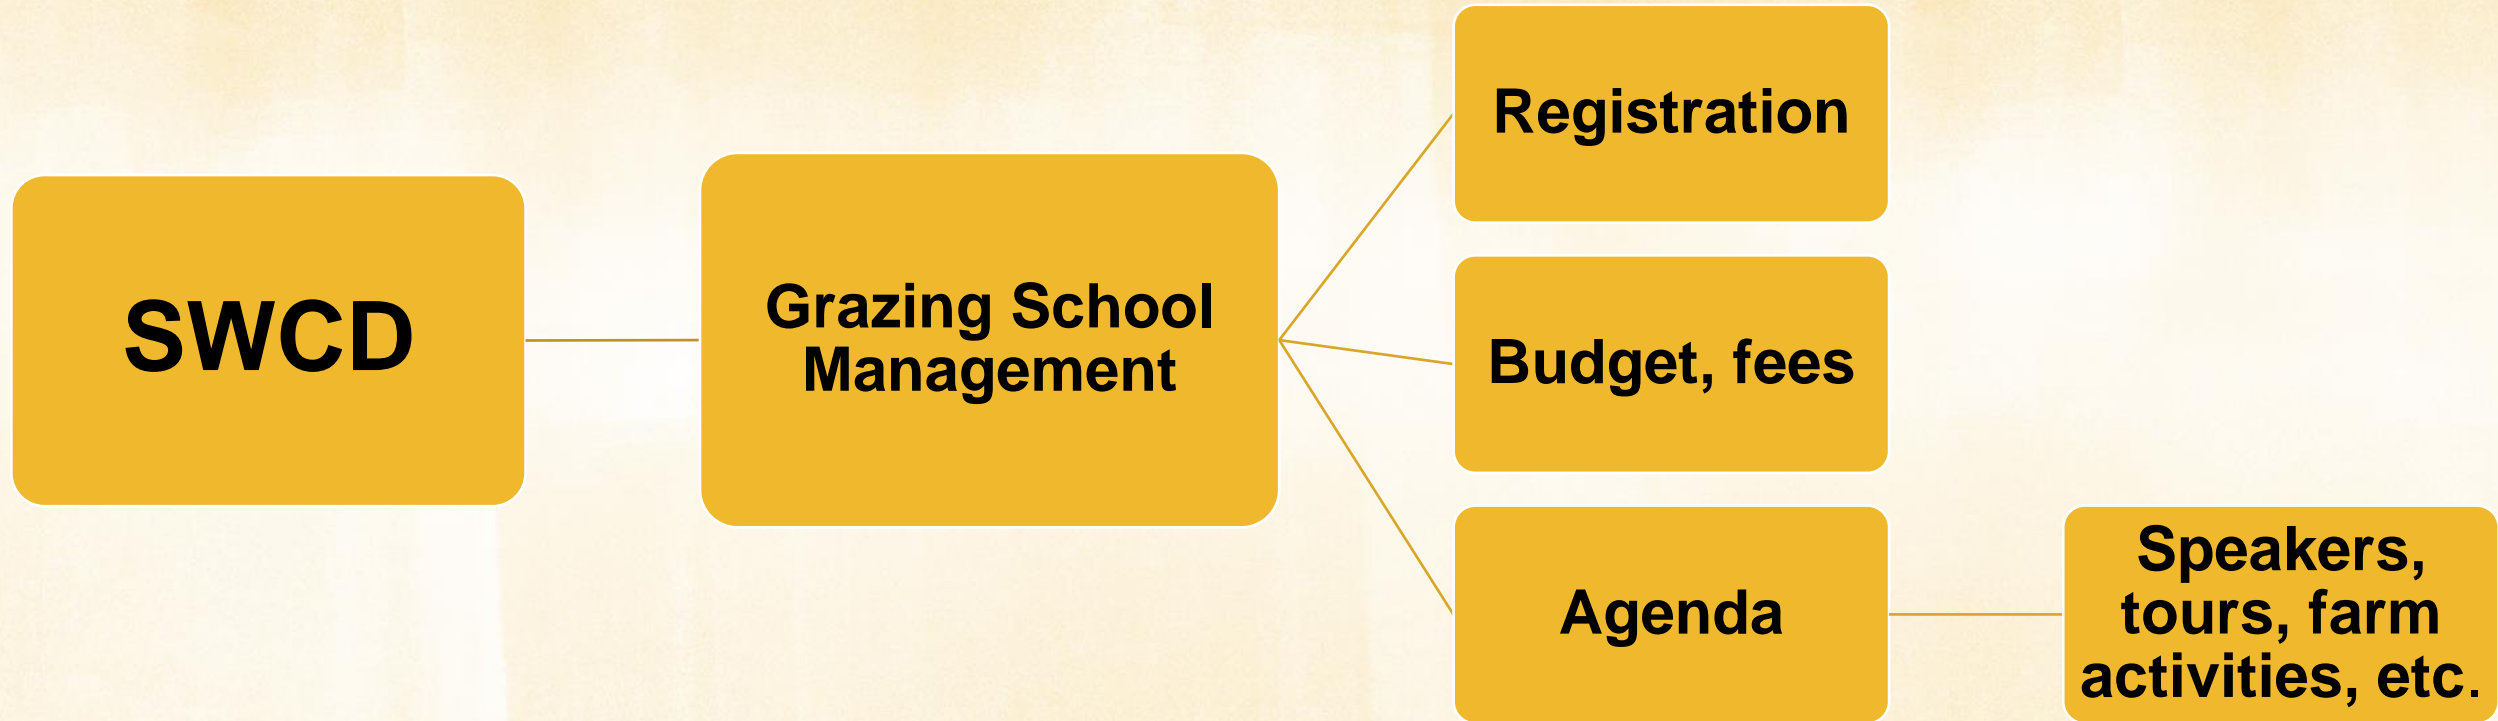 SWCD
Grazing School
Management
Registration
Budget, fees
Agenda
Speakers,
tours, farm
activities, etc.